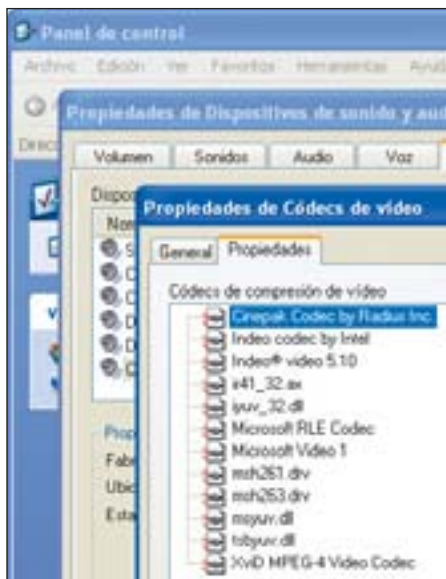 Panel de control
Archivo Edición Ver Favoritos Herramientas
Propiedades de Dispositivos de sonido y
Volumen Sonidos Audio Voz
Propiedades de Códecs de vídeo
General Propiedades
Códecs de compresión de vídeo
Cinepak Codec by Radius Inc.
Indeo codec by Intel
Indeo® video 5.10
ir41_32.ax
iyuv_32.dll
Microsoft RLE Codec
Microsoft Video 1
msh261.drv
msh263.drv
msyuv.dll
tsbyuv.dll
XviD MPEG-4 Video Codec